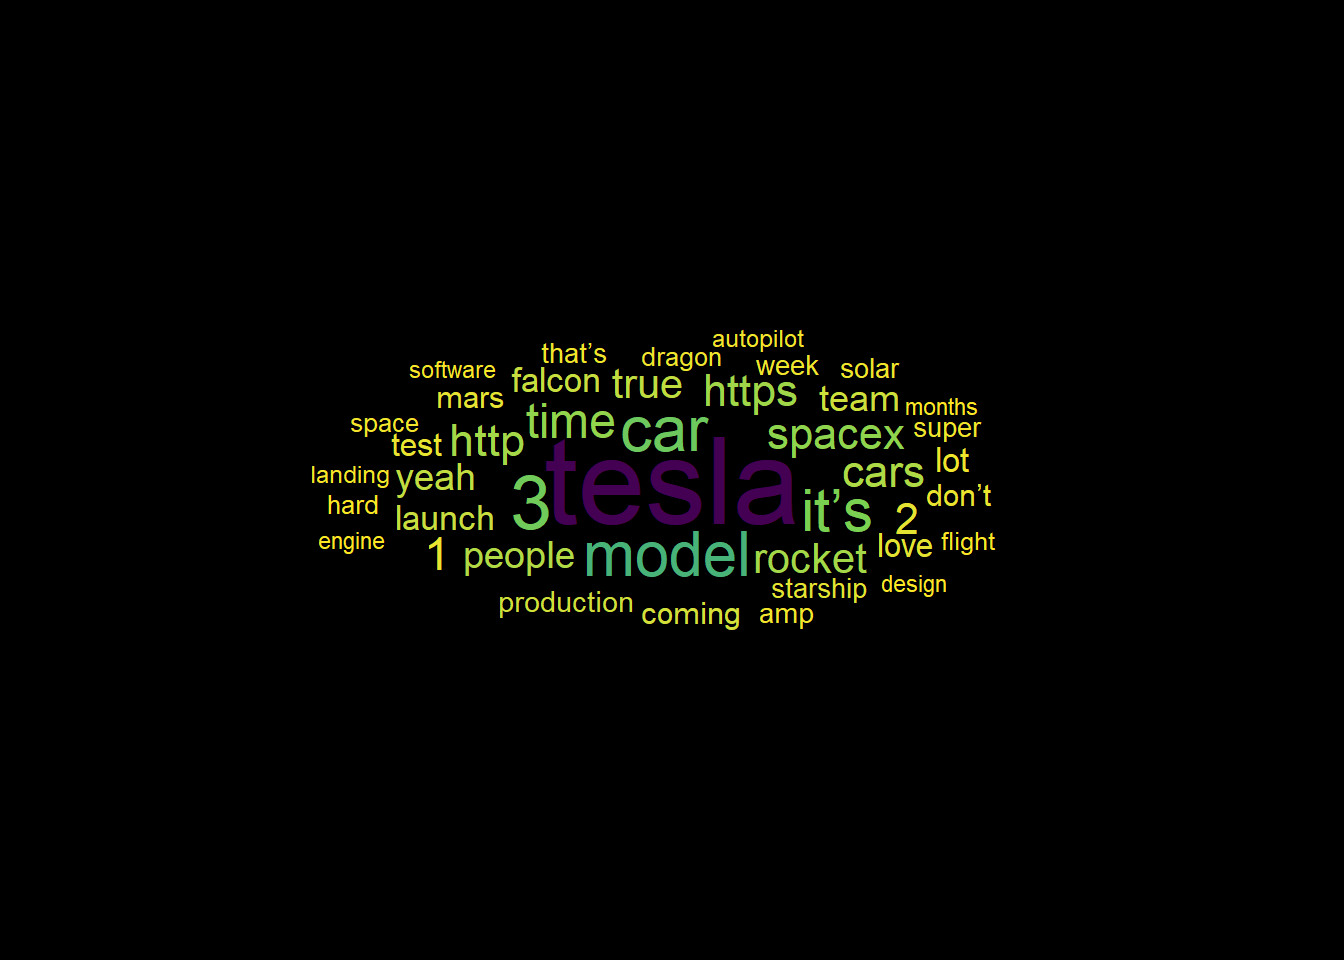 autopilot
that’s
dragon
software
week
solar
falcon
true
https
mars
team
months
time
car
space
super
http
spacex
test
tesla
lot
cars
landing
yeah
don’t
3
it’s
hard
launch
2
engine
1
people
model
rocket
love
flight
starship
design
production
coming
amp